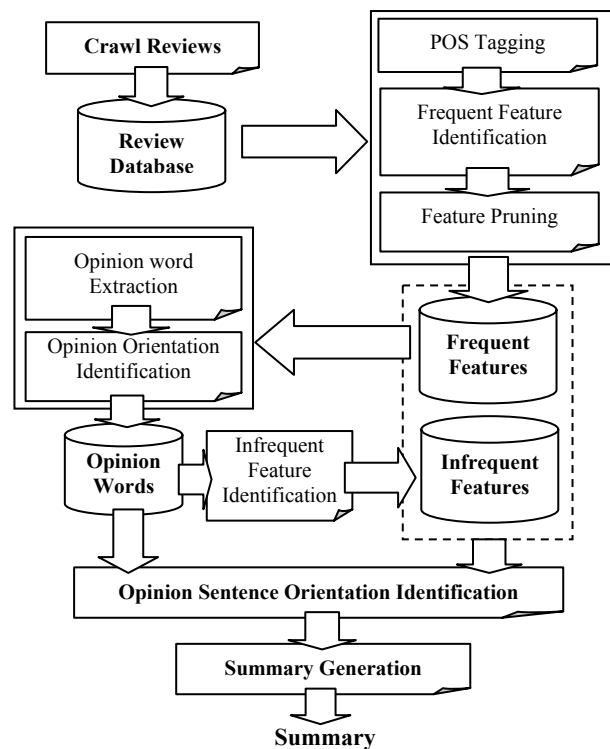 Crawl Reviews
Review
Database
POS Tagging
Frequent Feature
Identification
Feature Pruning
Opinion word
Extraction
Opinion Orientation
Identification
Frequent
Features
Opinion
Words
Infrequent
Feature
Identification
Infrequent
Features
Opinion Sentence Orientation Identification
Summary Generation
Summary